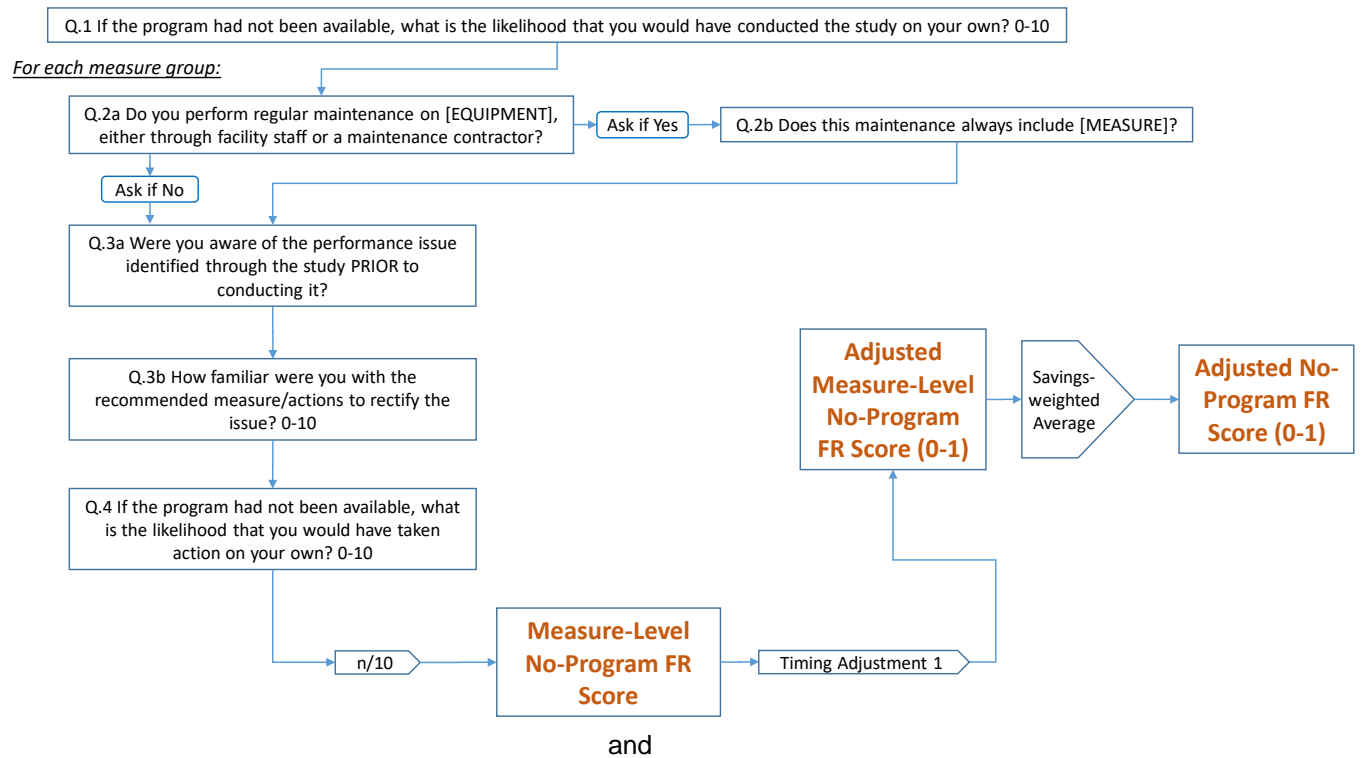 Q.1 If the program had not been available, what is the likelihood that you would have conducted the study on your own? 0-10
For each measure group:
Q.2a Do you perform regular maintenance on [EQUIPMENT],
either through facility staff or a maintenance contractor?
Ask if Yes
Q.2b Does this maintenance always include [MEASURE]?
Ask if No
Q.3a Were you aware of the performance issue
identified through the study PRIOR to
conducting it?
Q.3b How familiar were you with the
recommended measure/actions to rectify the
issue? 0-10
Q.4 If the program had not been available, what
is the likelihood that you would have taken
action on your own? 0-10
n/10
Measure-Level
No-Program FR
Score
Timing Adjustment 1
Adjusted
Measure-Level
No-Program
FR Score (0-1)
Savings-
weighted
Average
Adjusted No-
Program FR
Score (0-1)
and